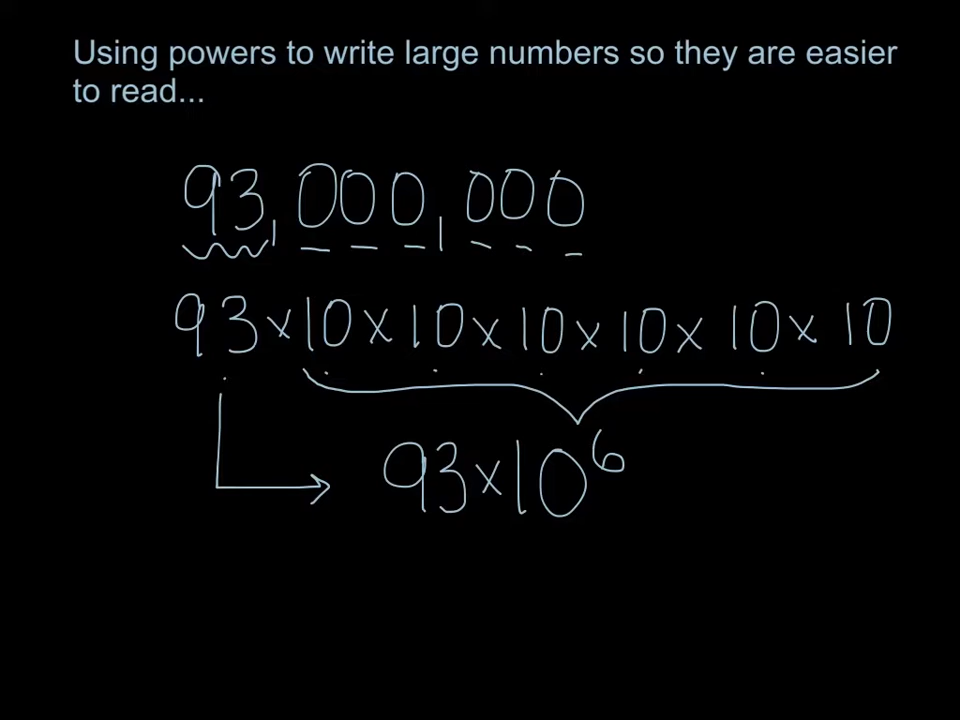 Using powers to write large numbers so they are easier
to read...
93,000,000
93×10×10×10×10×10×10
93×10⁶